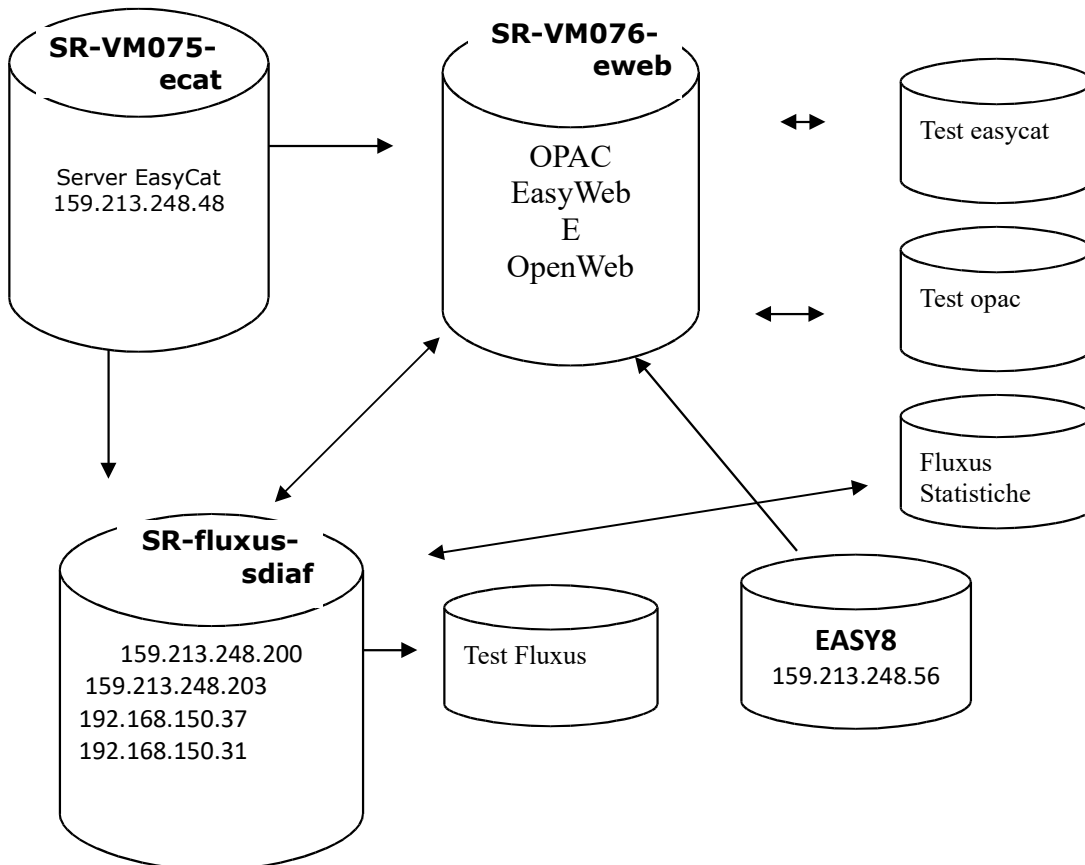 SR-VM075-
ecat
Server EasyCat
159.213.248.48
SR-VM076-
eweb
OPAC
EasyWeb
E
OpenWeb
Test easycat
Test opac
Fluxus
Statistiche
SR-fluxus-
sdiaf
159.213.248.200
159.213.248.203
192.168.150.37
192.168.150.31
Test Fluxus
EASY8
159.213.248.56